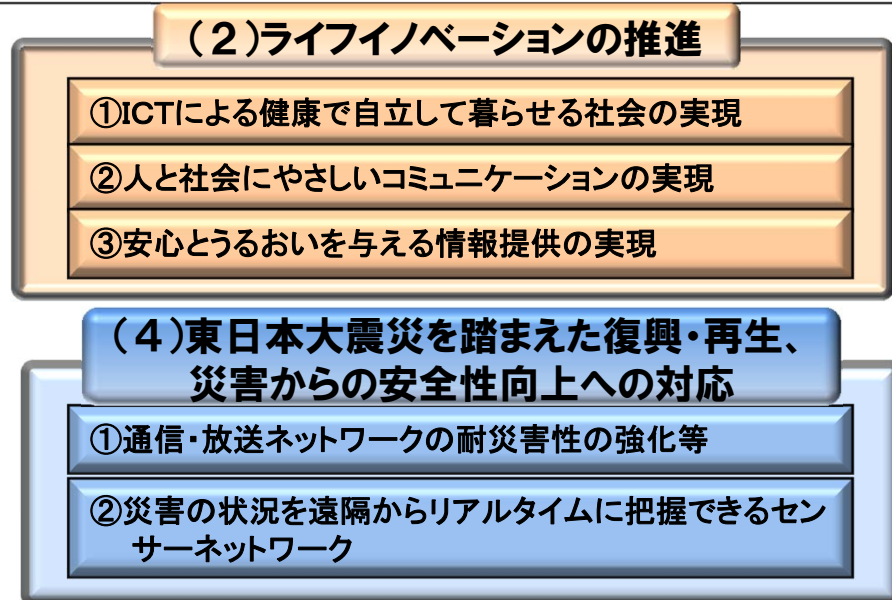 (2)ライフイノベーションの推進
①ICTによる健康で自立して暮らせる社会の実現
②人と社会にやさしいコミュニケーションの実現
③安心とうるおいを与える情報提供の実現
(4)東日本大震災を踏まえた復興・再生、
災害からの安全性向上への対応
①通信・放送ネットワークの耐災害性の強化等
②災害の状況を遠隔からリアルタイムに把握できるセン
サーネットワーク